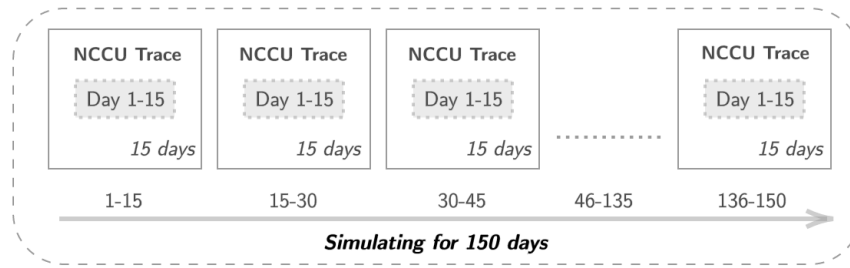 NCCU Trace NCCU Trace NCCU Trace NCCU Trace
Day 1-15 Day 1-15 Day 1-15 Day 1-15
15 days 15 days 15 days 15 days
1-15 15-30 30-45 46-135 136-150
Simulating for 150 days